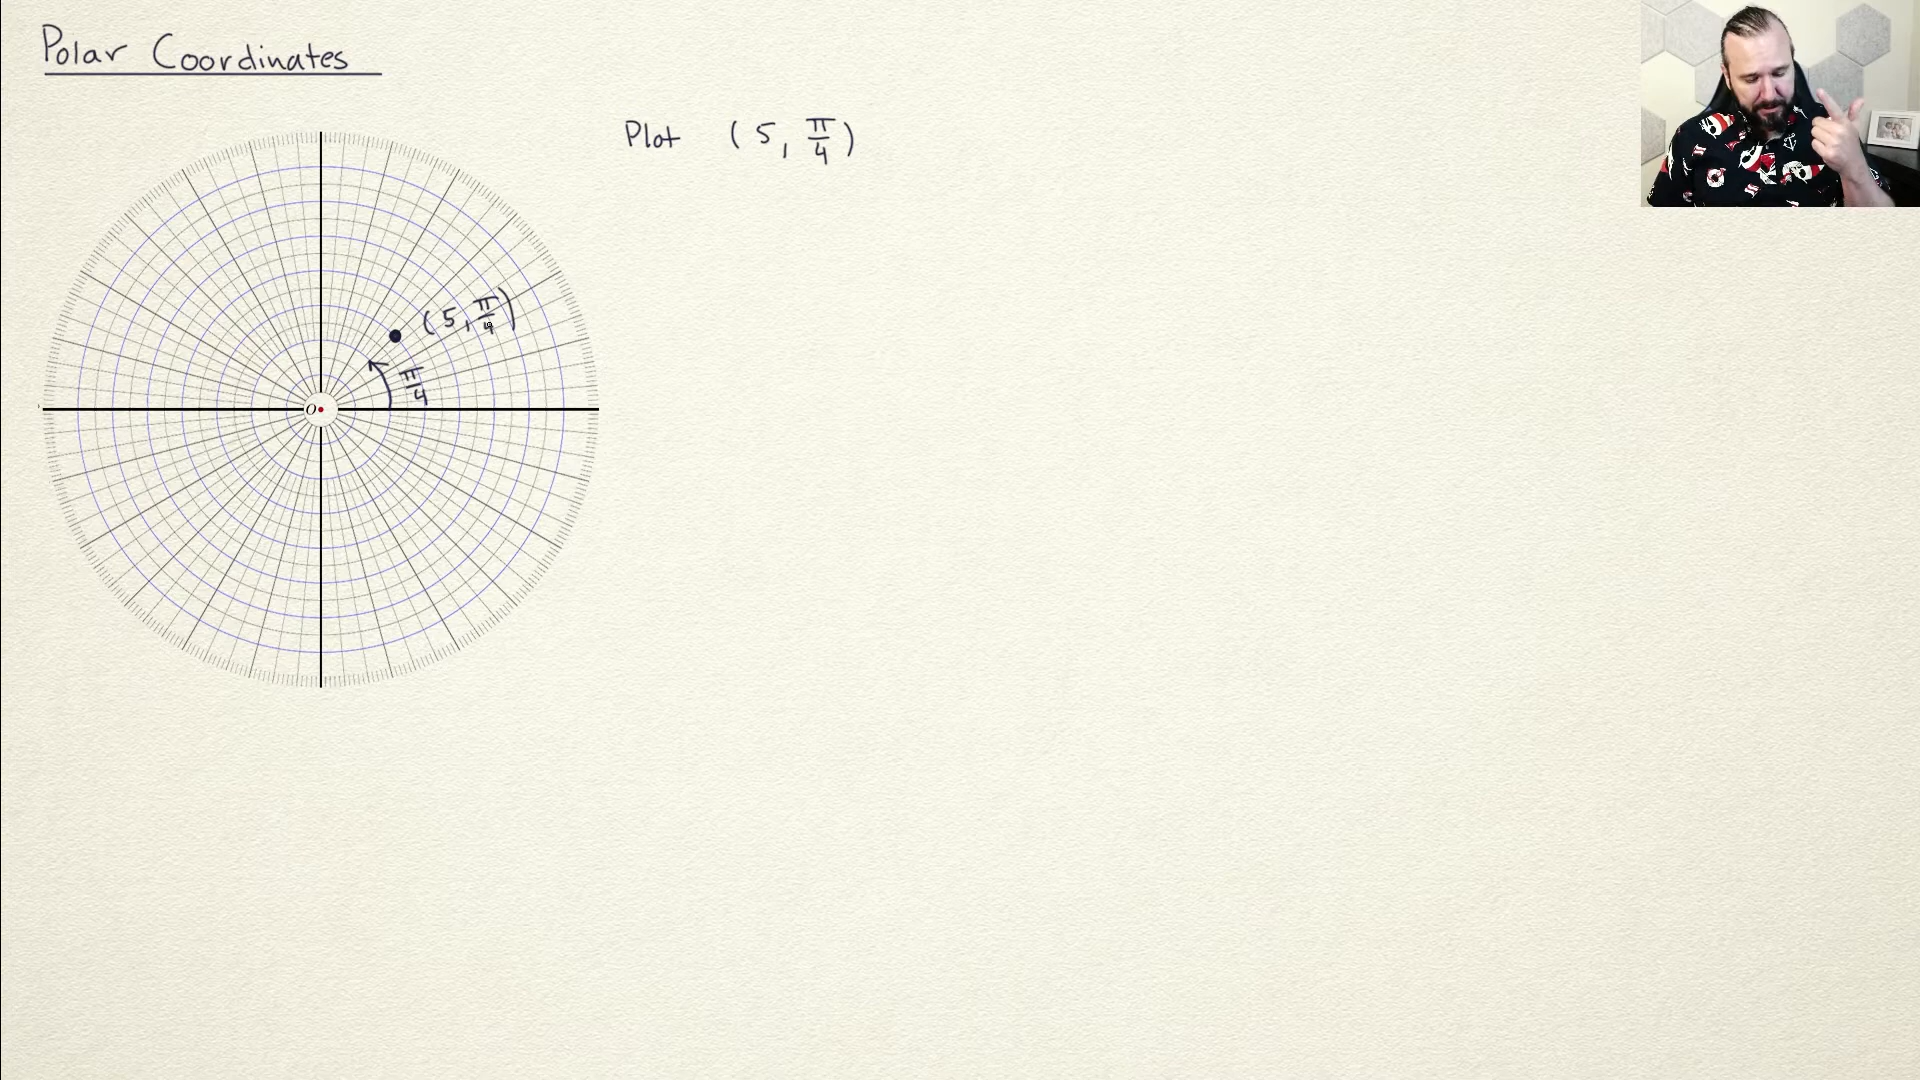 Polar Coordinates
Plot (5, π/4)
(5, π/4)
π/4
O